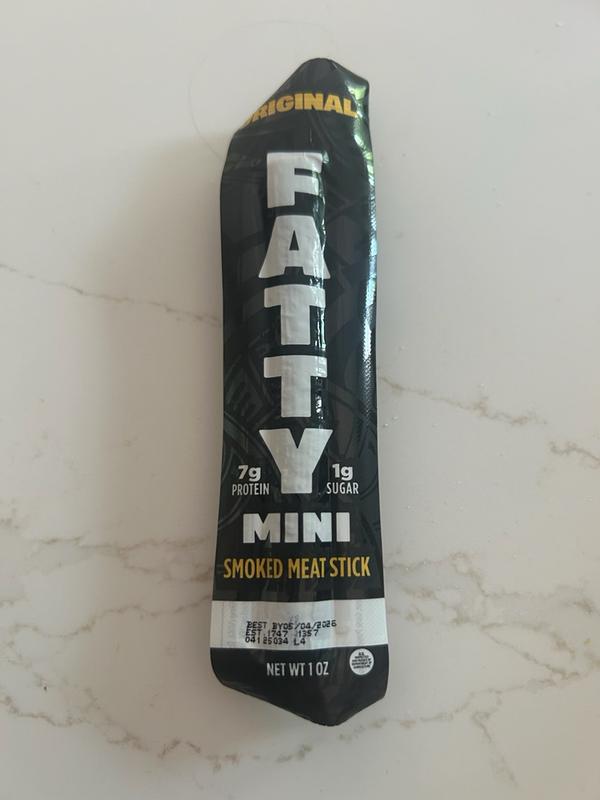 ORIGINAL
FATTY
7g PROTEIN
1g SUGAR
MINI
SMOKED MEAT STICK
BEST BY05/04/2026
EST.1747 1357
04125034 L4
NET WT 1 OZ